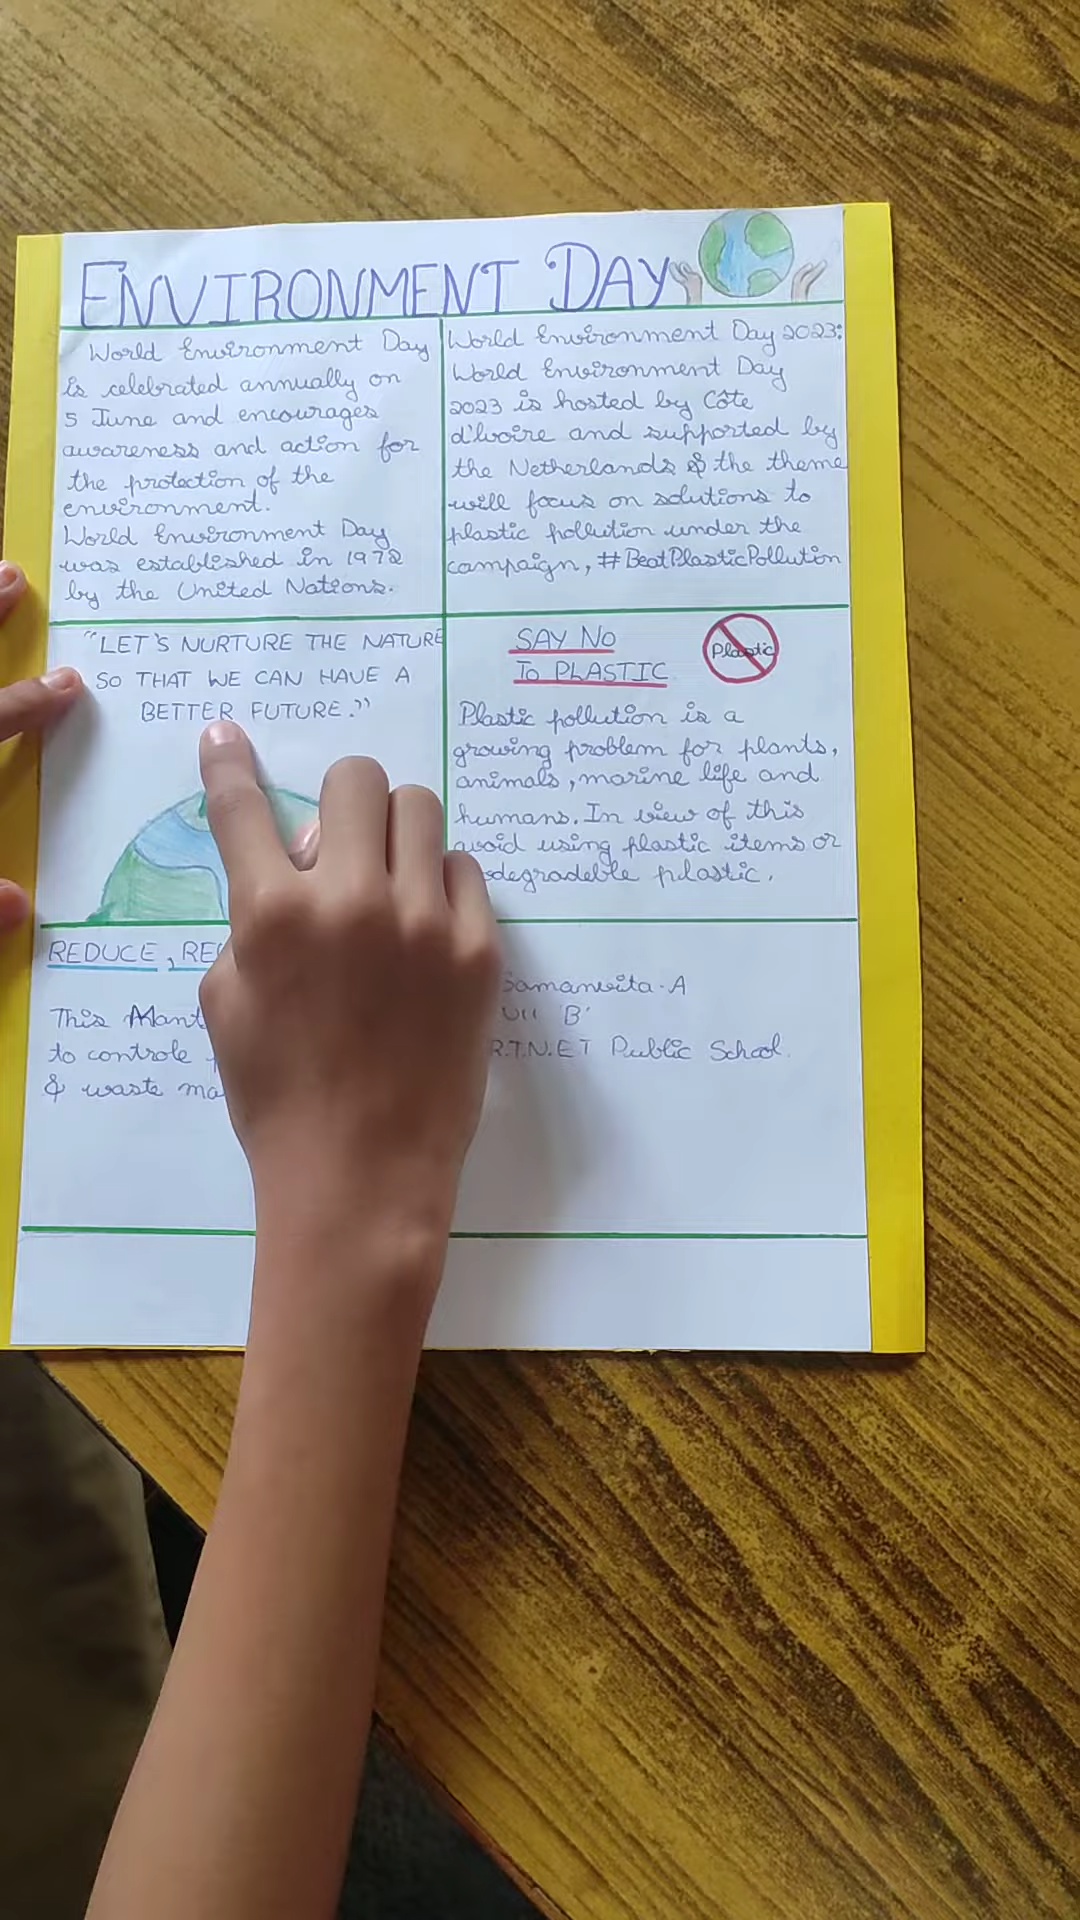 ENVIRONMENT DAY
World Environment Day
is celebrated annually on
5 June and encourages
awareness and action for
the protection of the
environment.
World Environment Day
was established in 1972
by the United Nations.
World Environment Day 2023:
World Environment Day
2023 is hosted by Côte
d'Ivoire and supported by
the Netherlands & the theme
will focus on solutions to
plastic pollution under the
campaign, #BeatPlasticPollution
"LET'S NURTURE THE NATURE
SO THAT WE CAN HAVE A
BETTER FUTURE."
SAY NO
TO PLASTIC
Plastic
Plastic pollution is a
growing problem for plants,
animals, marine life and
humans. In view of this
avoid using plastic items or
degradeble plastic.
REDUCE,
This
to controle
& waste
Samanvita.A
'B'
R.T.N.E.T Public School.